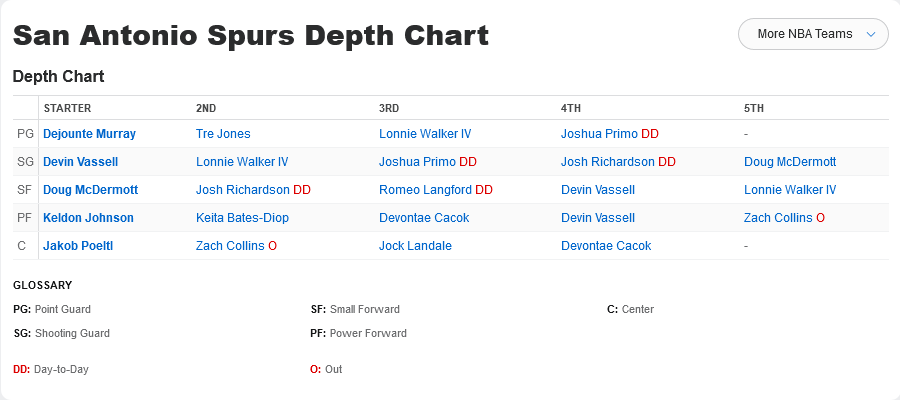 San Antonio Spurs Depth Chart
More NBA Teams
Depth Chart
STARTER 2ND 3RD 4TH 5TH
PG Dejounte Murray Tre Jones Lonnie Walker IV Joshua Primo DD -
SG Devin Vassell Lonnie Walker IV Joshua Primo DD Josh Richardson DD Doug McDermott
SF Doug McDermott Josh Richardson DD Romeo Langford DD Devin Vassell Lonnie Walker IV
PF Keldon Johnson Keita Bates-Diop Devontae Cacok Devin Vassell Zach Collins O
C Jakob Poeltl Zach Collins O Jock Landale Devontae Cacok -
GLOSSARY
PG: Point Guard SF: Small Forward C: Center
SG: Shooting Guard PF: Power Forward
DD: Day-to-Day O: Out